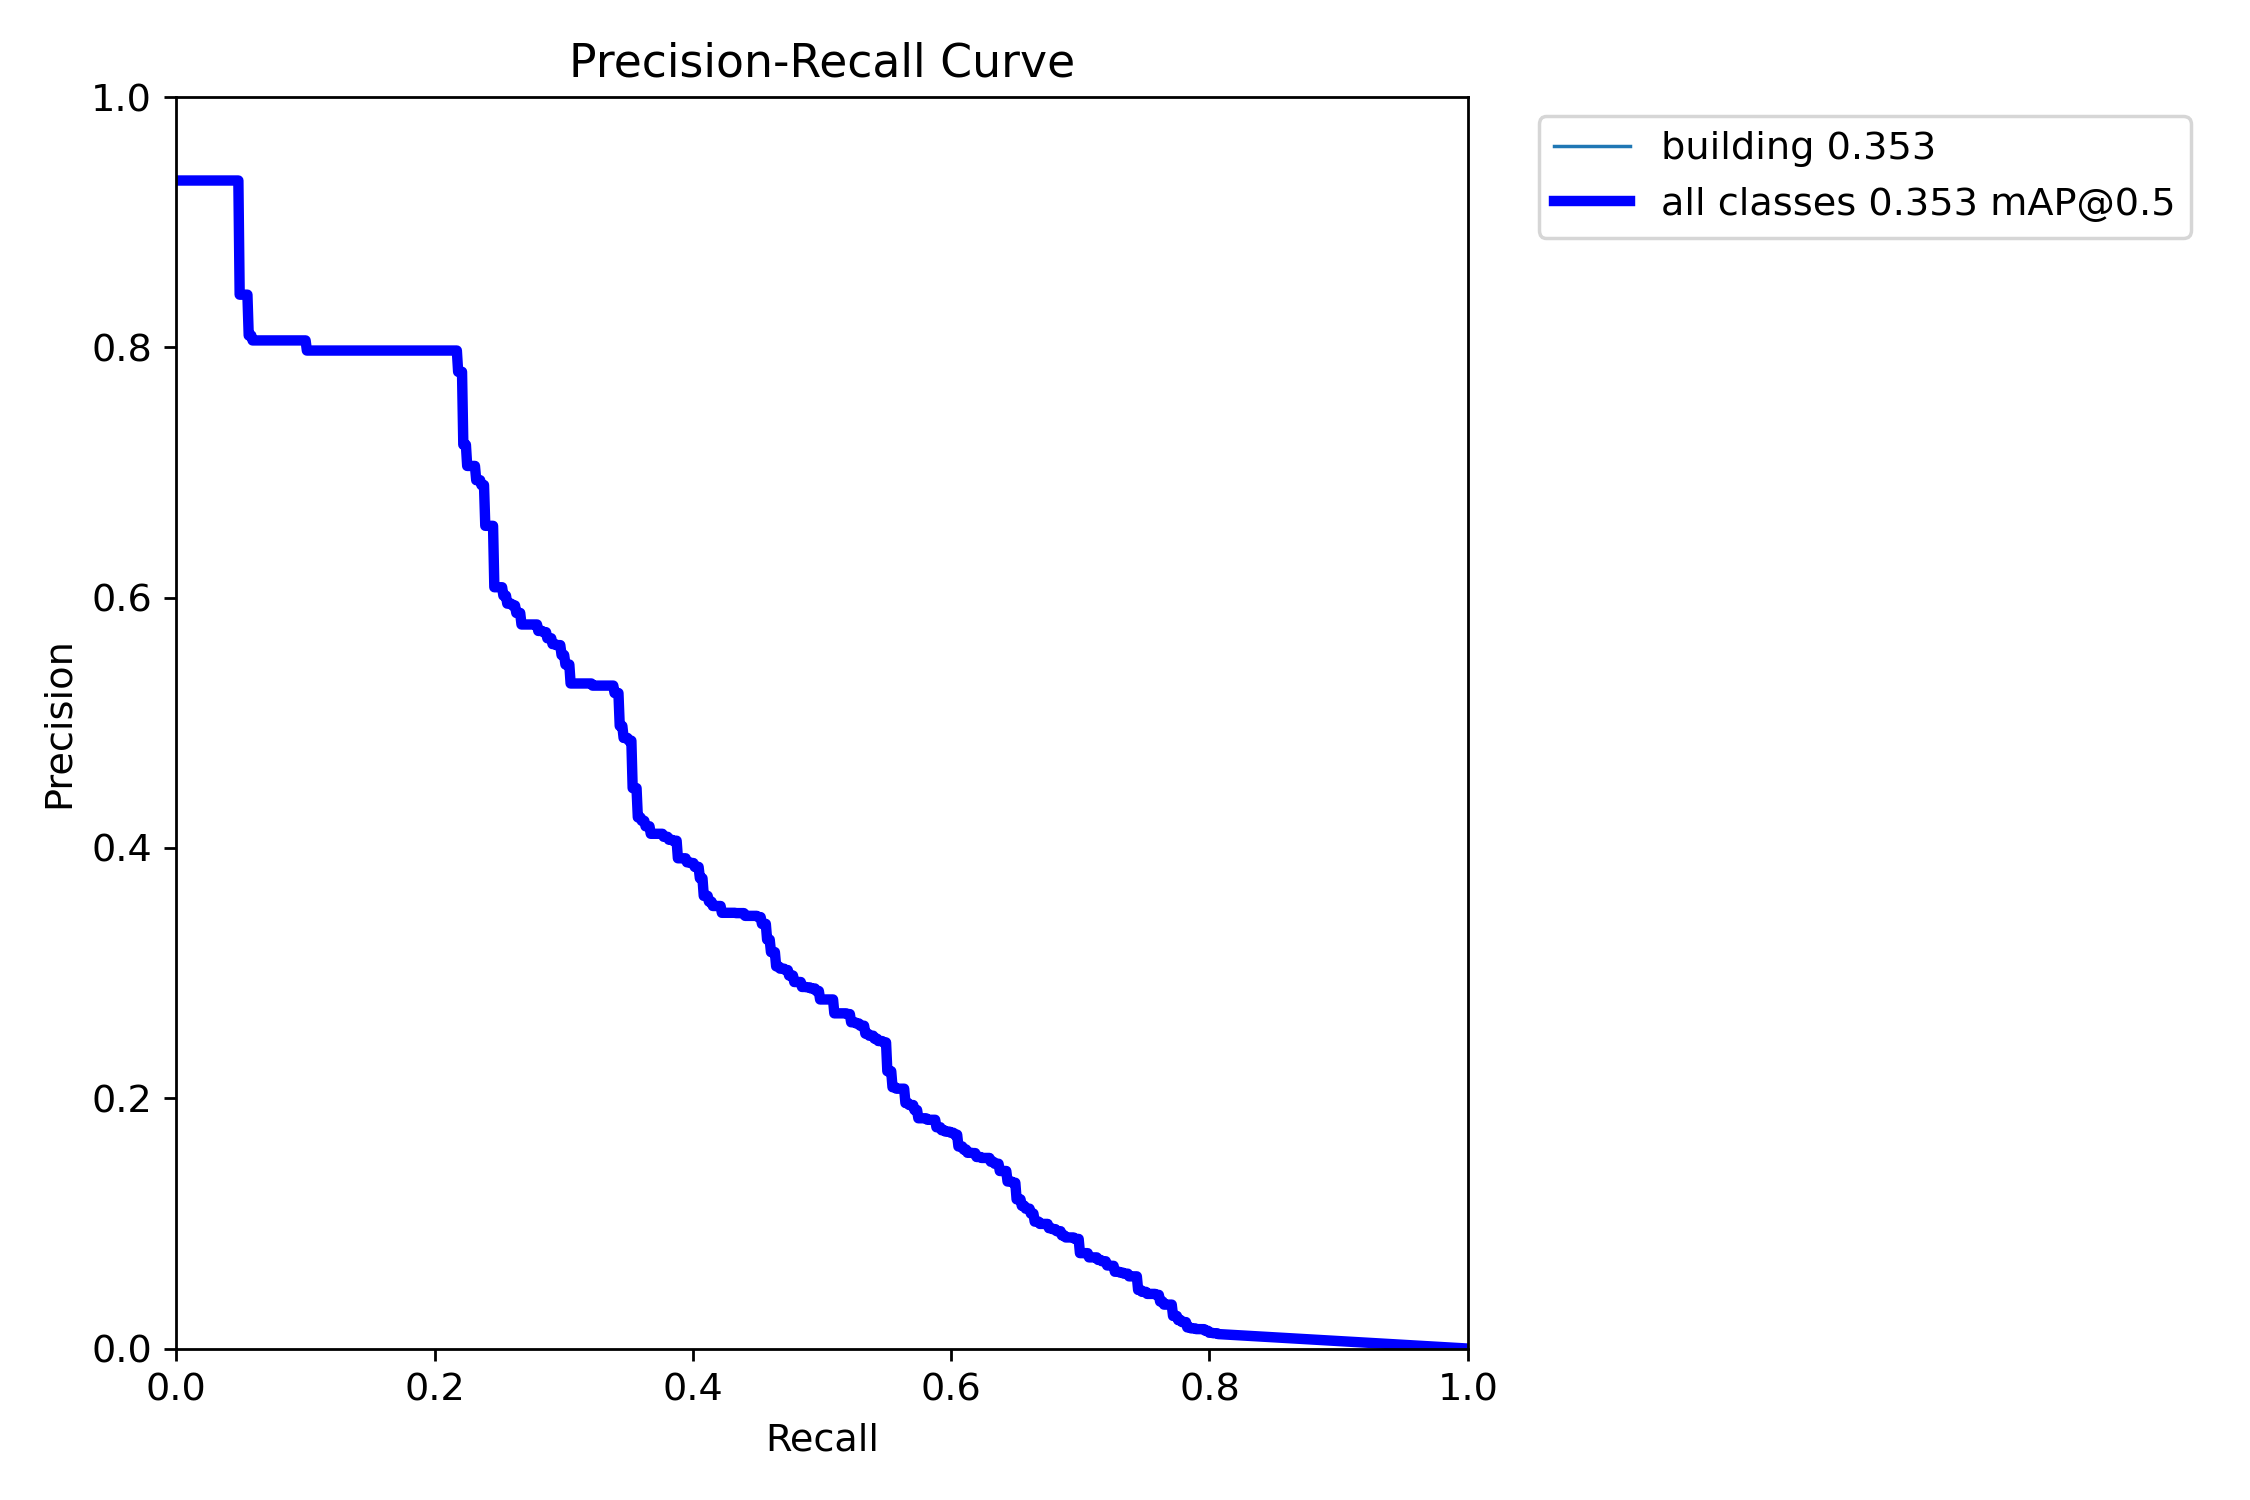 Precision-Recall Curve
building 0.353
all classes 0.353 mAP@0.5
Precision
1.0
0.8
0.6
0.4
0.2
0.0
0.0 0.2 0.4 0.6 0.8 1.0
Recall